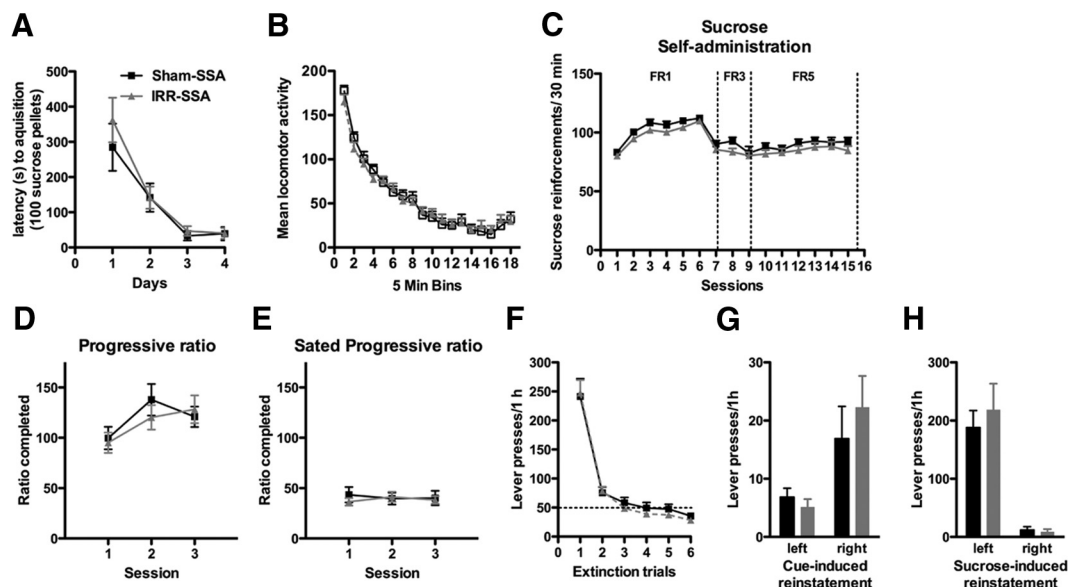 A
latency (s) to aquisition
(100 sucrose pellets)
500
400
300
200
100
0
Sham-SSA
IRR-SSA
1 2 3 4
Days
B
Mean locomotor activity
200
150
100
50
0
0 2 4 6 8 10 12 14 16 18
5 Min Bins
C
Sucrose
Self-administration
Sucrose reinforcements/ 30 min
150
100
50
0
FR1 FR3 FR5
0 1 2 3 4 5 6 7 8 9 10 11 12 13 14 15 16
Sessions
D
Progressive ratio
Ratio completed
150
100
50
0
1 2 3
Session
E
Sated Progressive ratio
Ratio completed
150
100
50
0
1 2 3
Session
F
Lever presses/1 h
300
250
200
150
100
50
0
0 1 2 3 4 5 6
Extinction trials
G
Lever presses/1h
30
20
10
0
left right
Cue-induced
reinstatement
H
Lever presses/1h
300
200
100
0
left right
Sucrose-induced
reinstatement